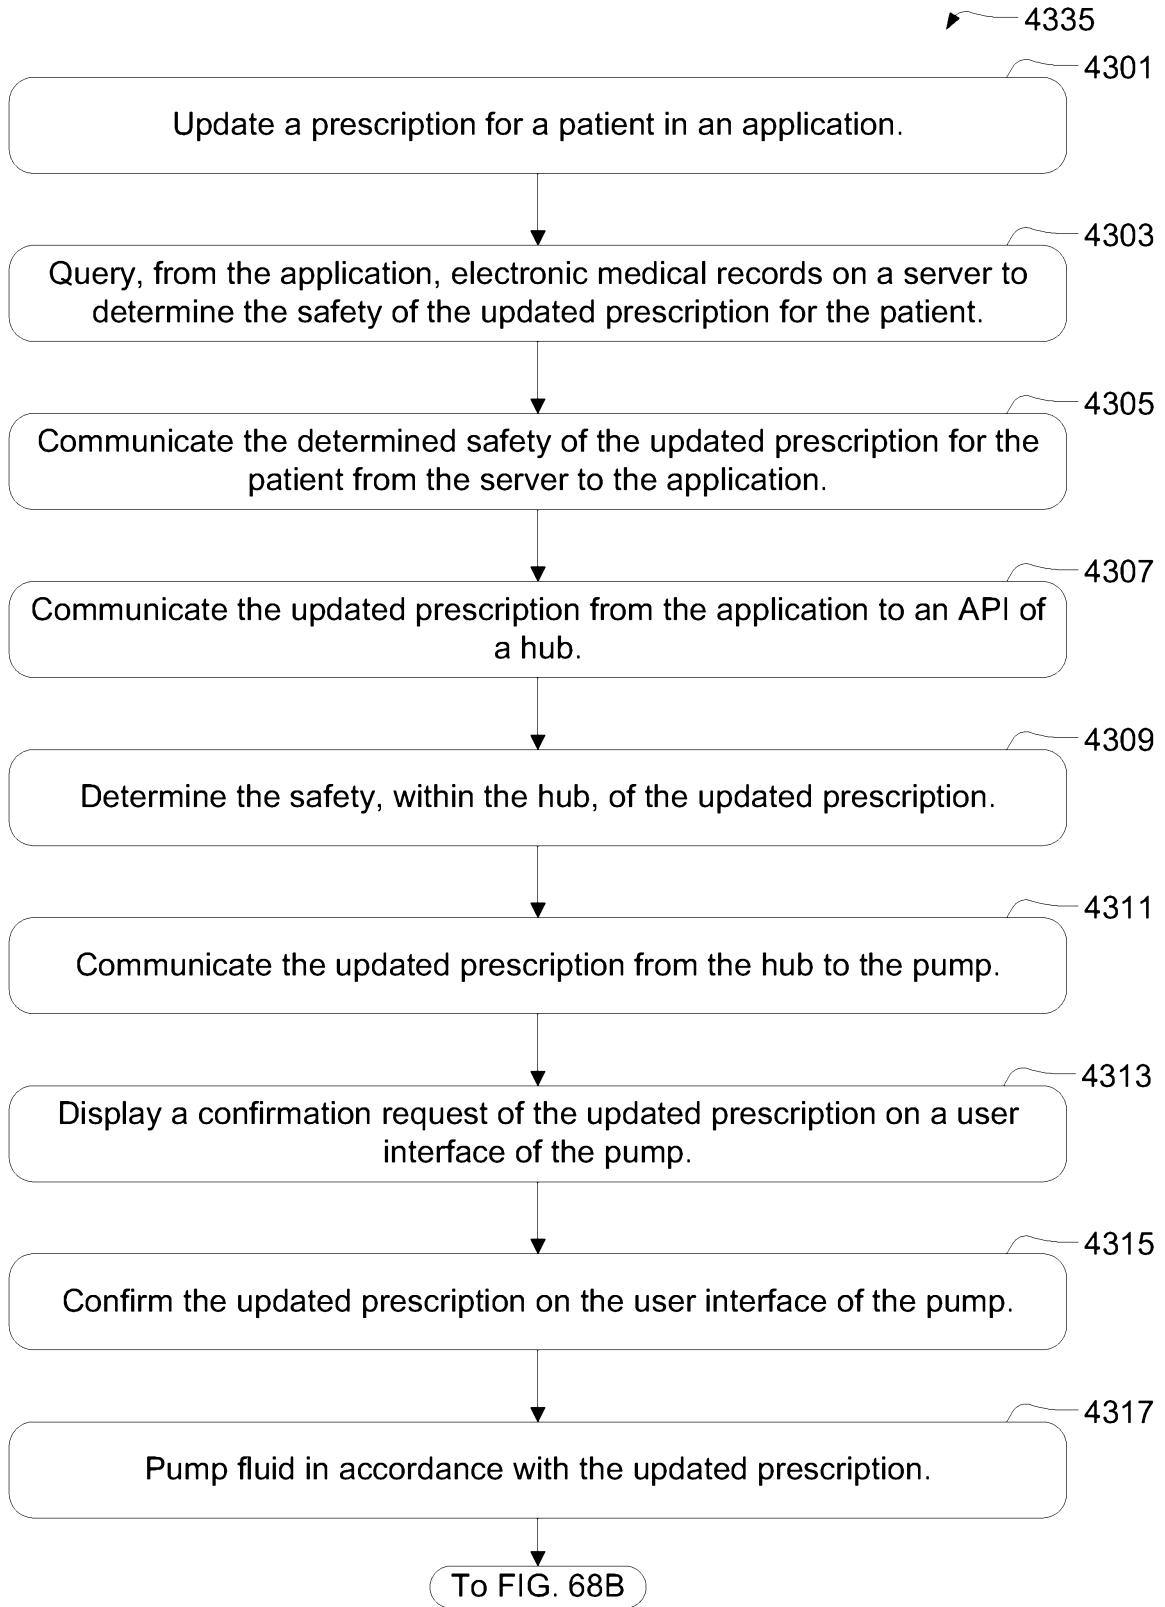 4335
4301
Update a prescription for a patient in an application.
4303
Query, from the application, electronic medical records on a server to
determine the safety of the updated prescription for the patient.
4305
Communicate the determined safety of the updated prescription for the
patient from the server to the application.
4307
Communicate the updated prescription from the application to an API of
a hub.
4309
Determine the safety, within the hub, of the updated prescription.
4311
Communicate the updated prescription from the hub to the pump.
4313
Display a confirmation request of the updated prescription on a user
interface of the pump.
4315
Confirm the updated prescription on the user interface of the pump.
4317
Pump fluid in accordance with the updated prescription.
To FIG. 68B